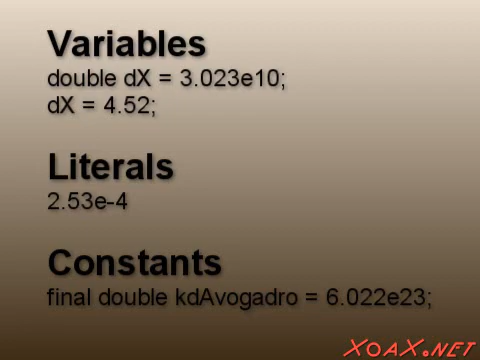 Variables
double dX = 3.023e10;
dX = 4.52;
Literals
2.53e-4
Constants
final double kdAvogadro = 6.022e23;
XOAX.NET